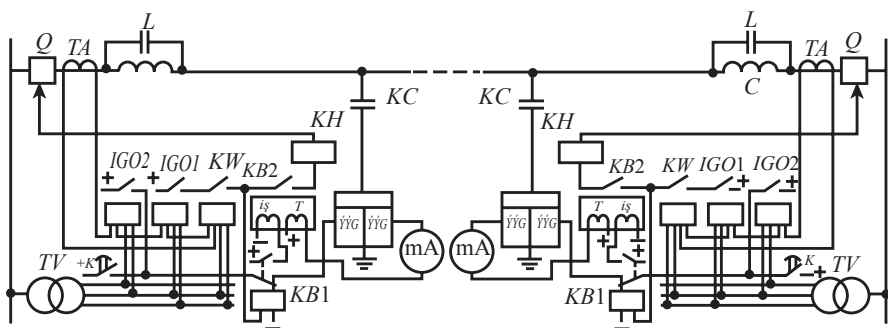 L L
Q TA TA Q
C
KC KC
KH KH
IGO2 IGO1 KW KB2 KB2 KW IGO1 IGO2
+ + + +
iş T T iş
ÝÝG ÝÝG ÝÝG ÝÝG
mA mA
TV +K K + TV
KB1 KB1